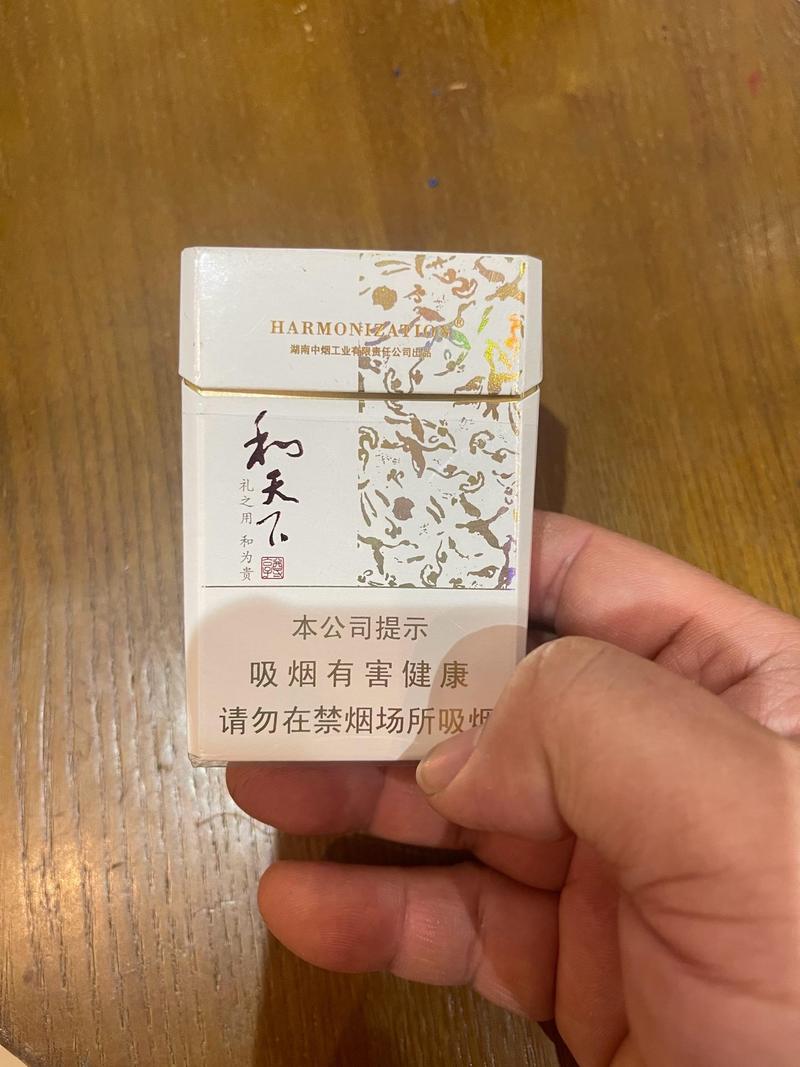 HARMONIZATION®
湖南中烟工业有限责任公司出品
和天下
礼之用 和为贵
本公司提示
吸烟有害健康
请勿在禁烟场所吸烟